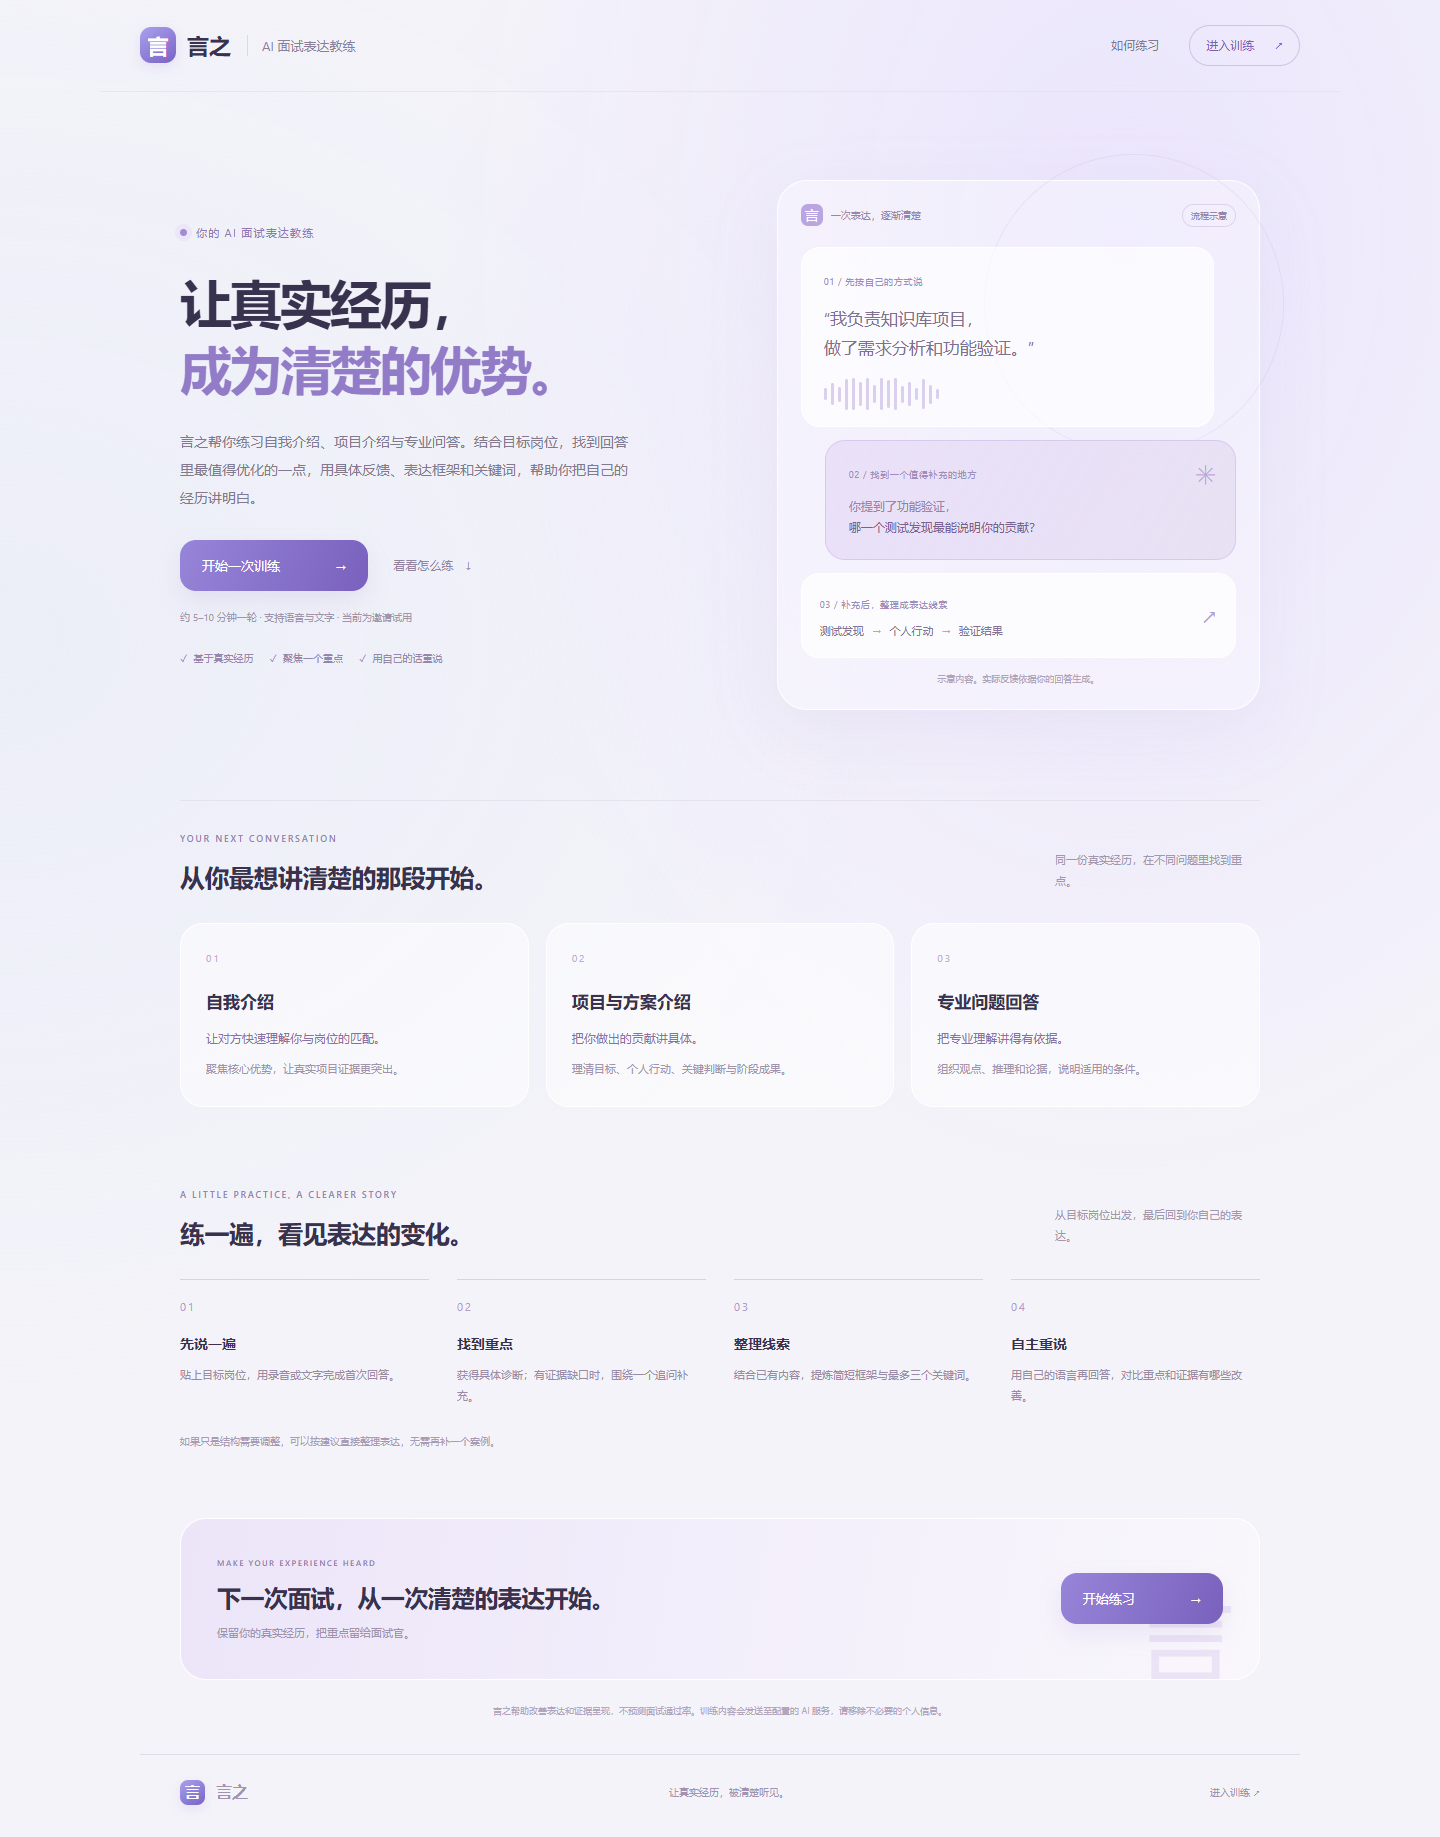 言 言之 AI 面试表达教练
如何练习
进入训练 ↗
你的 AI 面试表达教练
让真实经历，
成为清楚的优势。
言之帮你练习自我介绍、项目介绍与专业问答。结合目标岗位，找到回答
里最值得优化的一点，用具体反馈、表达框架和关键词，帮助你把自己的
经历讲明白。
开始一次训练 →
看看怎么练 ↓
约 5–10 分钟一轮 · 支持语音与文字 · 当前为邀请试用
✓ 基于真实经历 ✓ 聚焦一个重点 ✓ 用自己的话重说
言 一次表达，逐渐清楚
流程示意
01 / 先按自己的方式说
“我负责知识库项目，
做了需求分析和功能验证。”
02 / 找到一个值得补充的地方
你提到了功能验证，
哪一个测试发现最能说明你的贡献？
03 / 补充后，整理成表达线索
测试发现 → 个人行动 → 验证结果
↗
示意内容。实际反馈依据你的回答生成。
YOUR NEXT CONVERSATION
从你最想讲清楚的那段开始。
同一份真实经历，在不同问题里找到重
点。
01
自我介绍
让对方快速理解你与岗位的匹配。
聚焦核心优势，让真实项目证据更突出。
02
项目与方案介绍
把你做出的贡献讲具体。
理清目标、个人行动、关键判断与阶段成果。
03
专业问题回答
把专业理解讲得有依据。
组织观点、推理和论据，说明适用的条件。
A LITTLE PRACTICE, A CLEARER STORY
练一遍，看见表达的变化。
从目标岗位出发，最后回到你自己的表
达。
01
先说一遍
贴上目标岗位，用录音或文字完成首次回答。
02
找到重点
获得具体诊断；有证据缺口时，围绕一个追问补
充。
03
整理线索
结合已有内容，提炼简短框架与最多三个关键词。
04
自主重说
用自己的语言再回答，对比重点和证据有哪些改
善。
如果只是结构需要调整，可以按建议直接整理表达，无需再补一个案例。
MAKE YOUR EXPERIENCE HEARD
下一次面试，从一次清楚的表达开始。
保留你的真实经历，把重点留给面试官。
开始练习 →
言
言之帮助改善表达和证据呈现，不预测面试通过率。训练内容会发送至配置的 AI 服务，请移除不必要的个人信息。
言 言之
让真实经历，被清楚听见。
进入训练 ↗